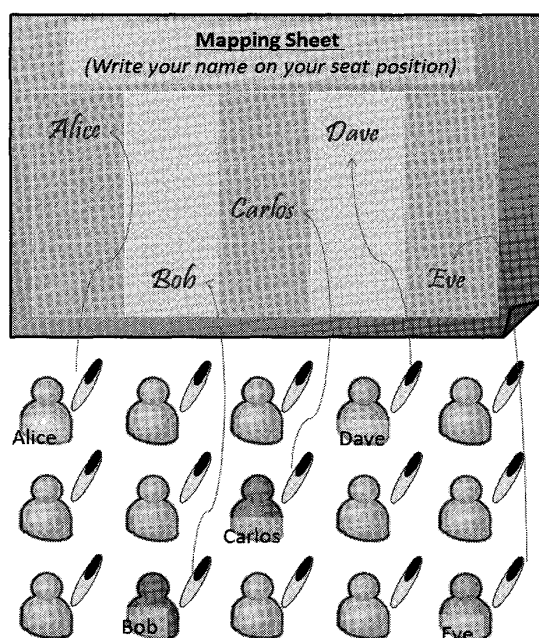 Mapping Sheet
(Write your name on your seat position)
Alice
Dave
Carlos
Bob
Eve
Alice
Dave
Carlos
Bob
Eve